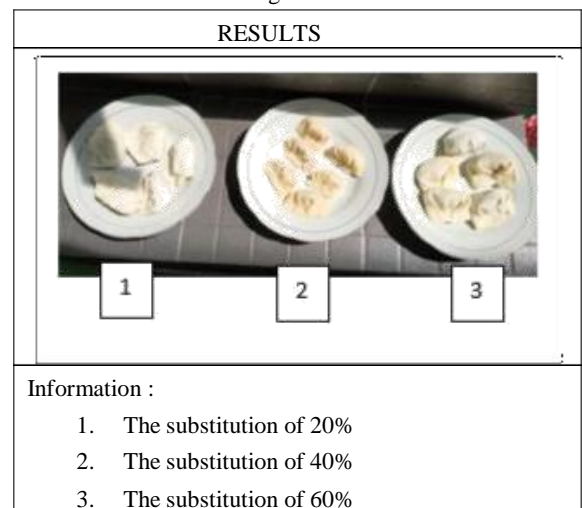 RESULTS
1 2 3
Information :
1. The substitution of 20%
2. The substitution of 40%
3. The substitution of 60%